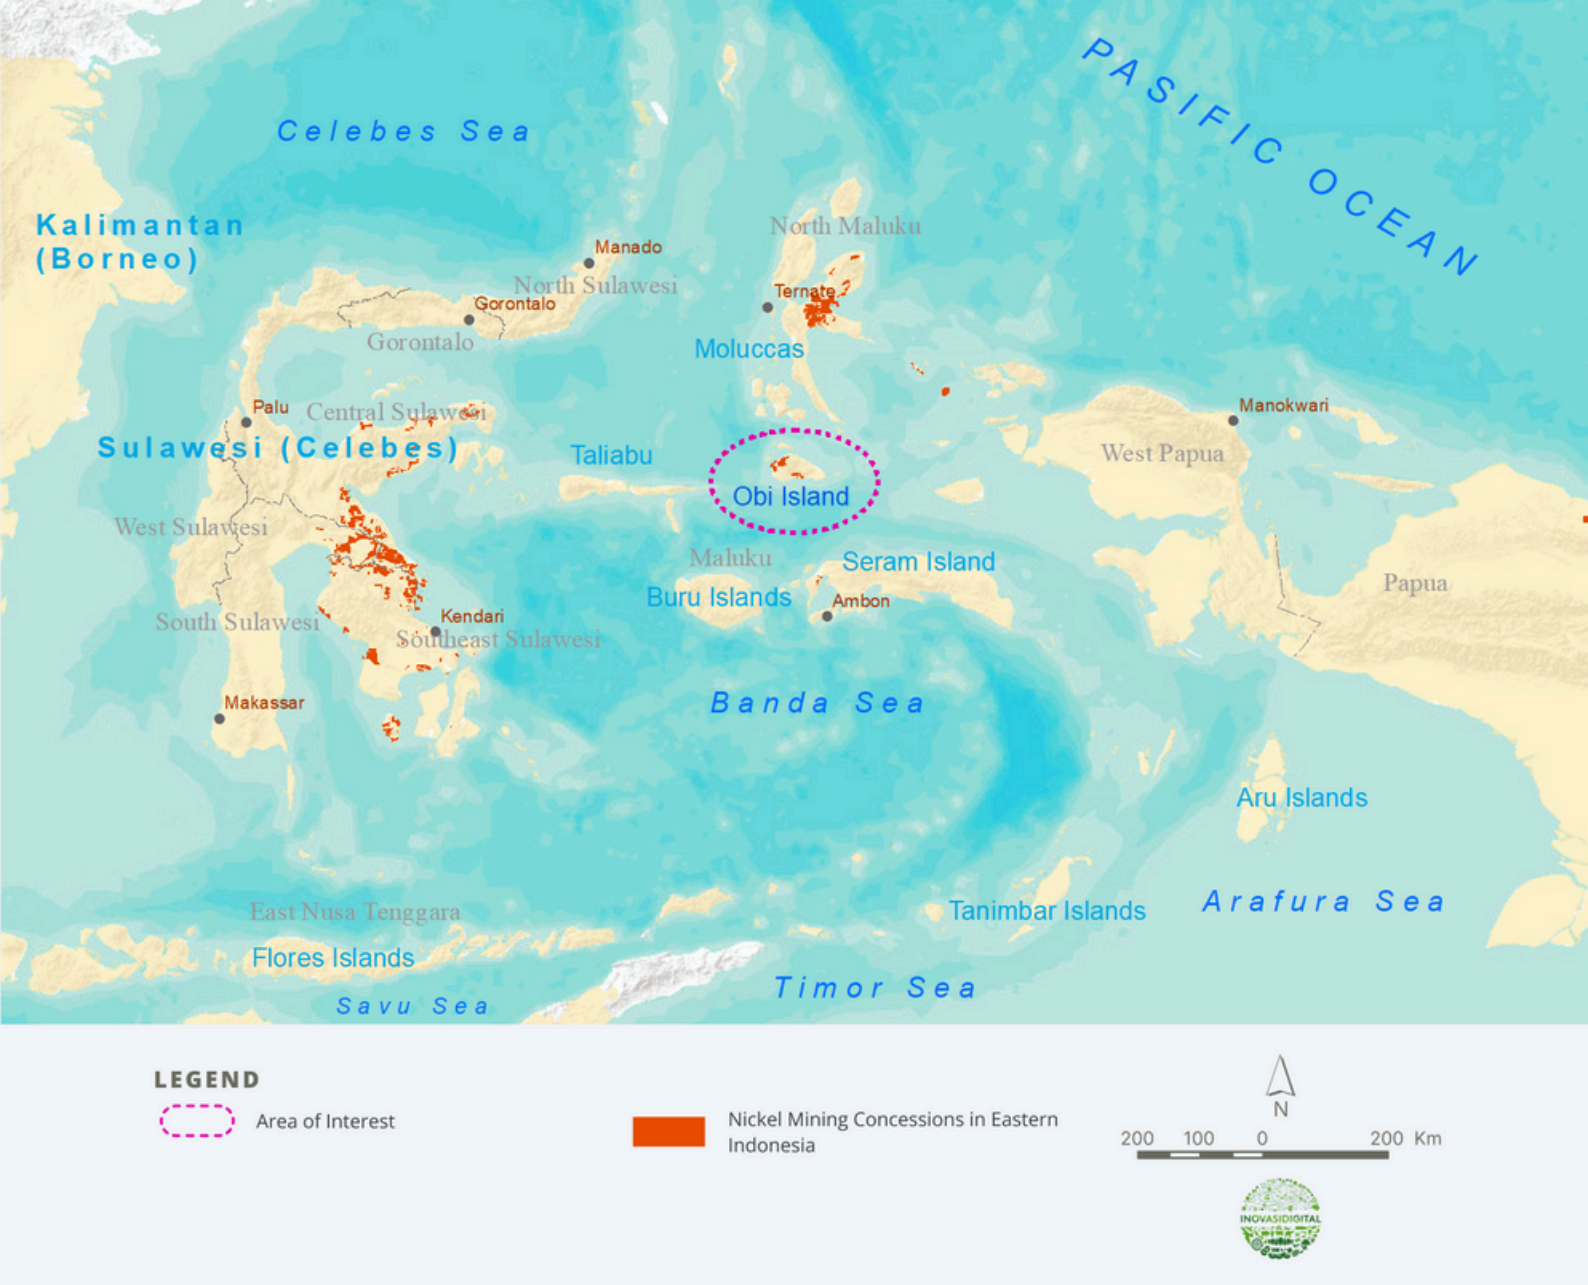 PASIFIC OCEAN
Celebes Sea
Kalimantan
(Borneo)
North Maluku
Manado
North Sulawesi
Ternate
Gorontalo
Gorontalo
Moluccas
Palu
Central Sulawesi
Manokwari
Sulawesi (Celebes)
Taliabu
West Papua
Obi Island
West Sulawesi
Maluku
Seram Island
Papua
Buru Islands
Ambon
South Sulawesi
Kendari
Southeast Sulawesi
Makassar
Banda Sea
Aru Islands
Arafura Sea
East Nusa Tenggara
Tanimbar Islands
Flores Islands
Timor Sea
Savu Sea
LEGEND
Area of Interest
Nickel Mining Concessions in Eastern
Indonesia
N
200 100 0 200 Km
INOVASIDIGITAL